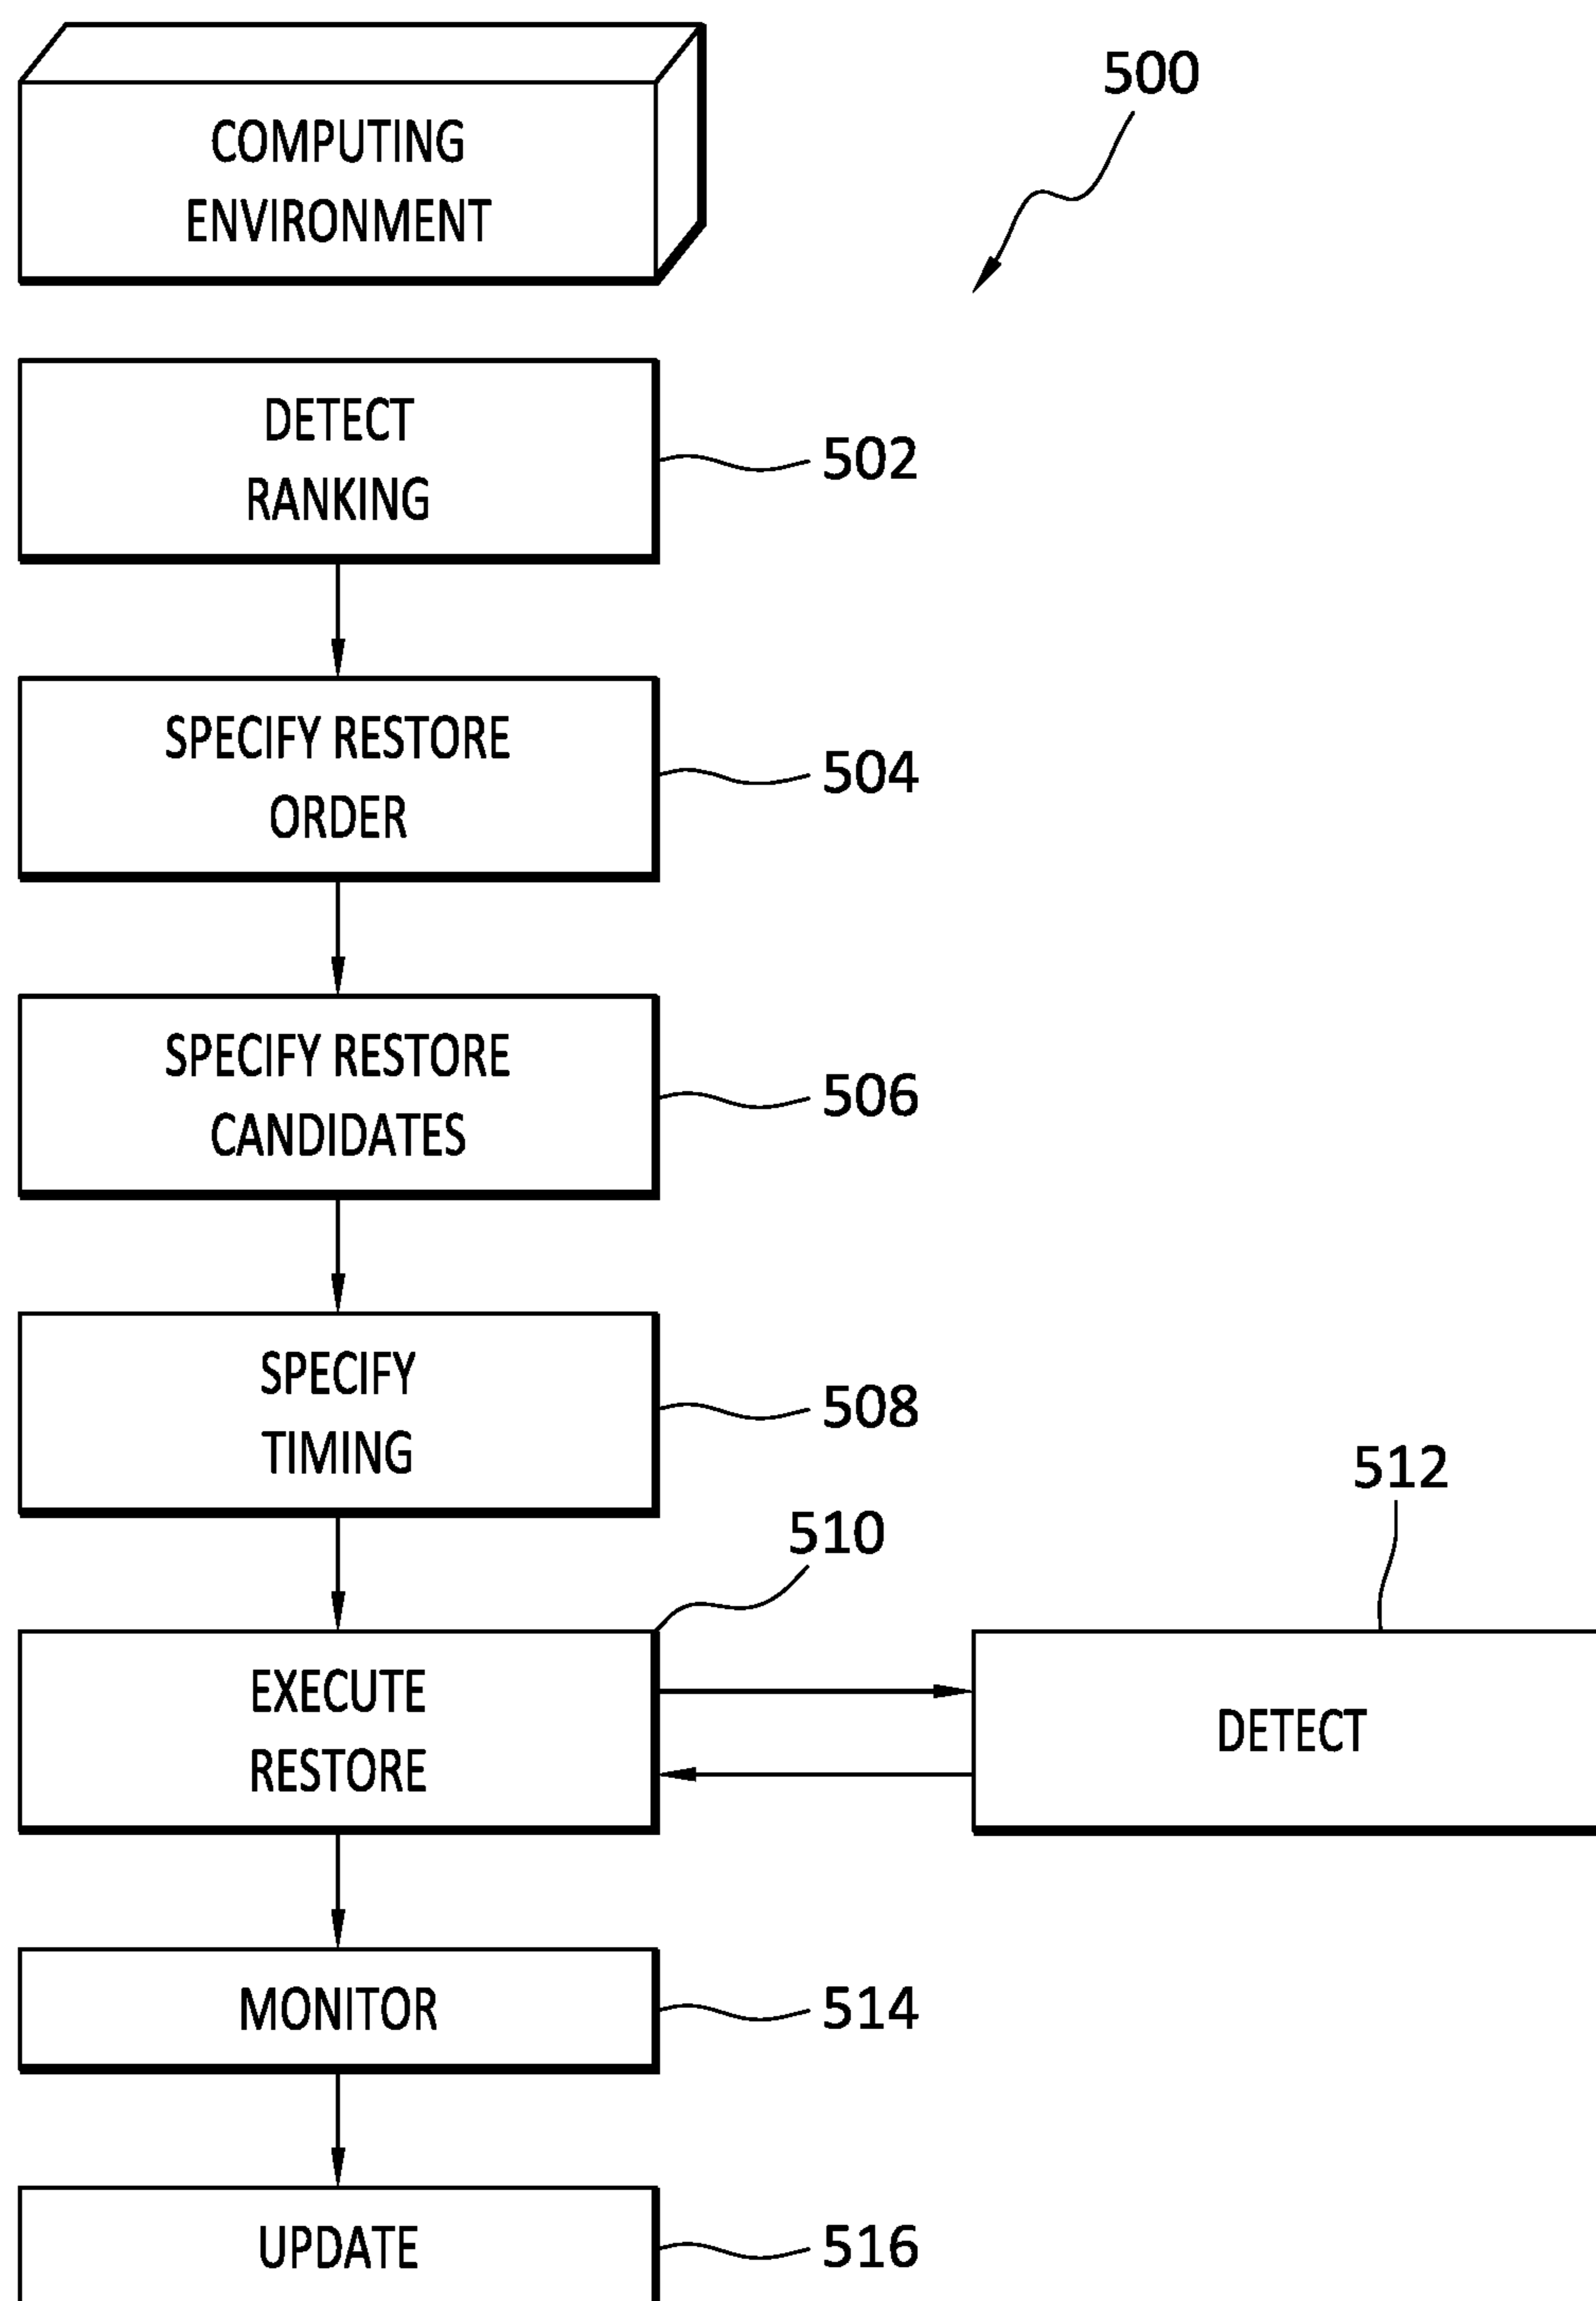 500
COMPUTING
ENVIRONMENT
DETECT
RANKING
502
SPECIFY RESTORE
ORDER
504
SPECIFY RESTORE
CANDIDATES
506
SPECIFY
TIMING
508
510
512
EXECUTE
RESTORE
DETECT
MONITOR
514
UPDATE
516